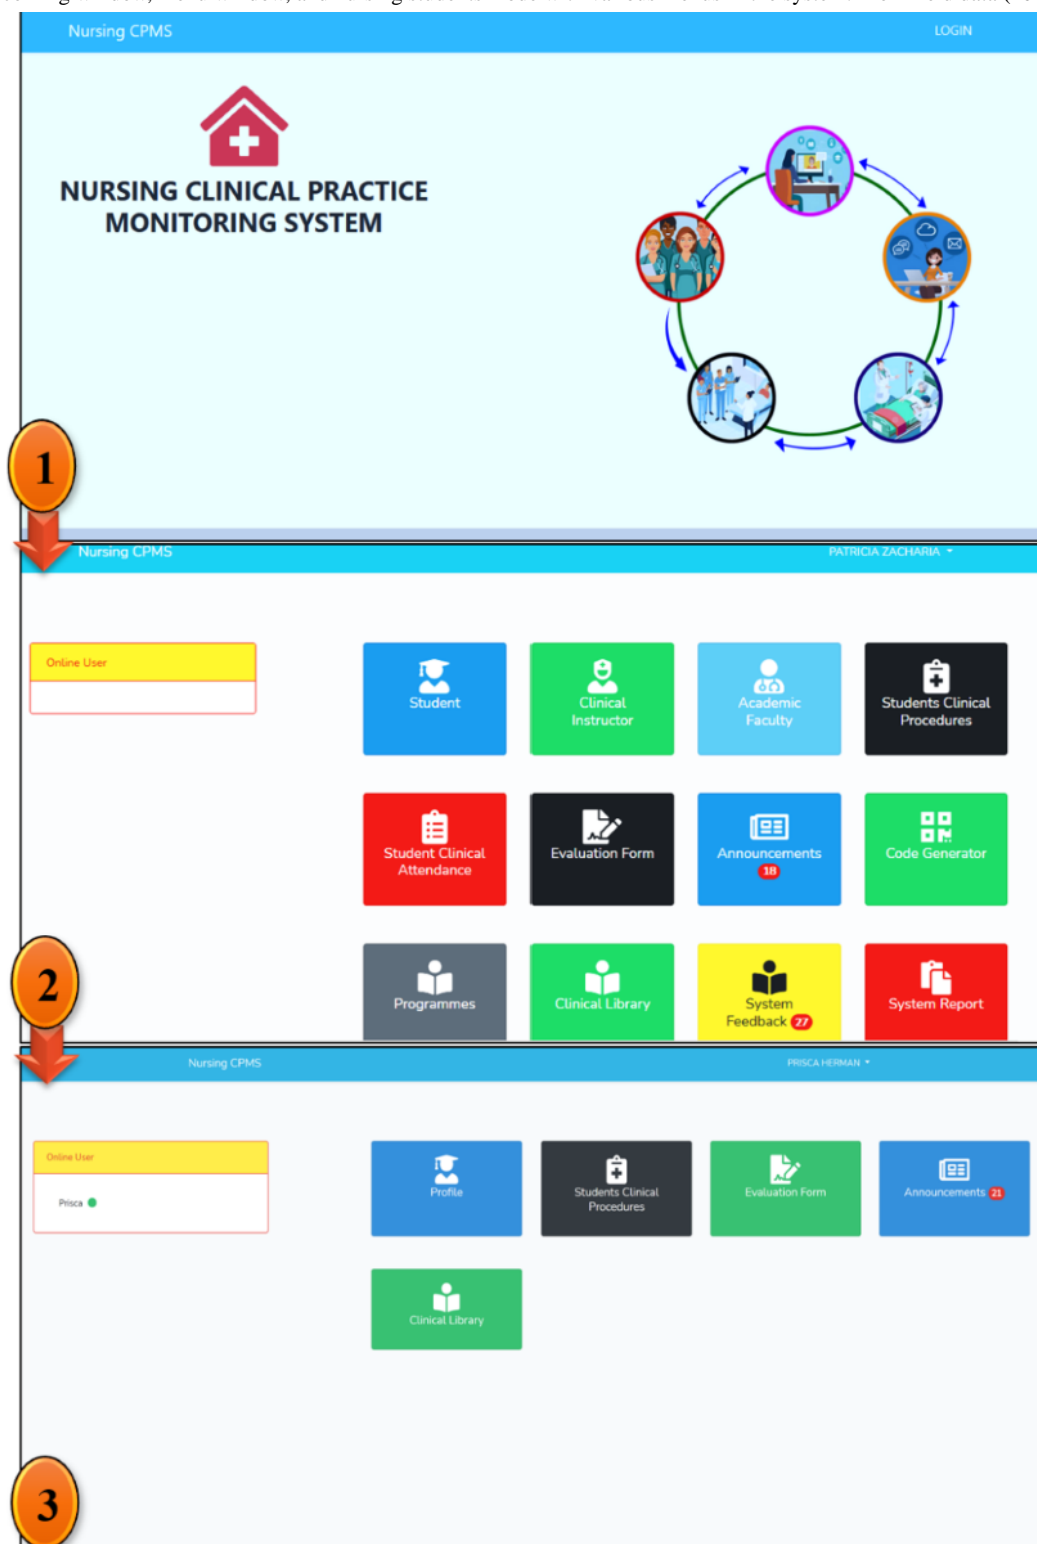 Nursing CPMS LOGIN
NURSING CLINICAL PRACTICE
MONITORING SYSTEM
1
Nursing CPMS PATRICIA ZACHARIA
Online User
Student
Clinical
Instructor
Academic
Faculty
Students Clinical
Procedures
Student Clinical
Attendance
Evaluation Form
Announcements
18
Code Generator
2
Programmes
Clinical Library
System
Feedback 27
System Report
Nursing CPMS PRISCA HERMAN
Online User
Prisca
Profile
Students Clinical
Procedures
Evaluation Form
Announcements 21
Clinical Library
3